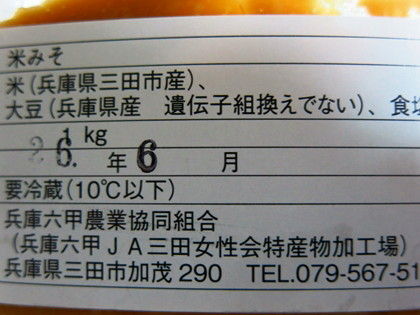 米みそ
米(兵庫県三田市産)、
大豆(兵庫県産　遺伝子組換えでない)、食塩
1kg
26. 年 6 月
要冷蔵(10℃以下)
兵庫六甲農業協同組合
(兵庫六甲JA三田女性会特産物加工場)
兵庫県三田市加茂290　TEL.079-567-51